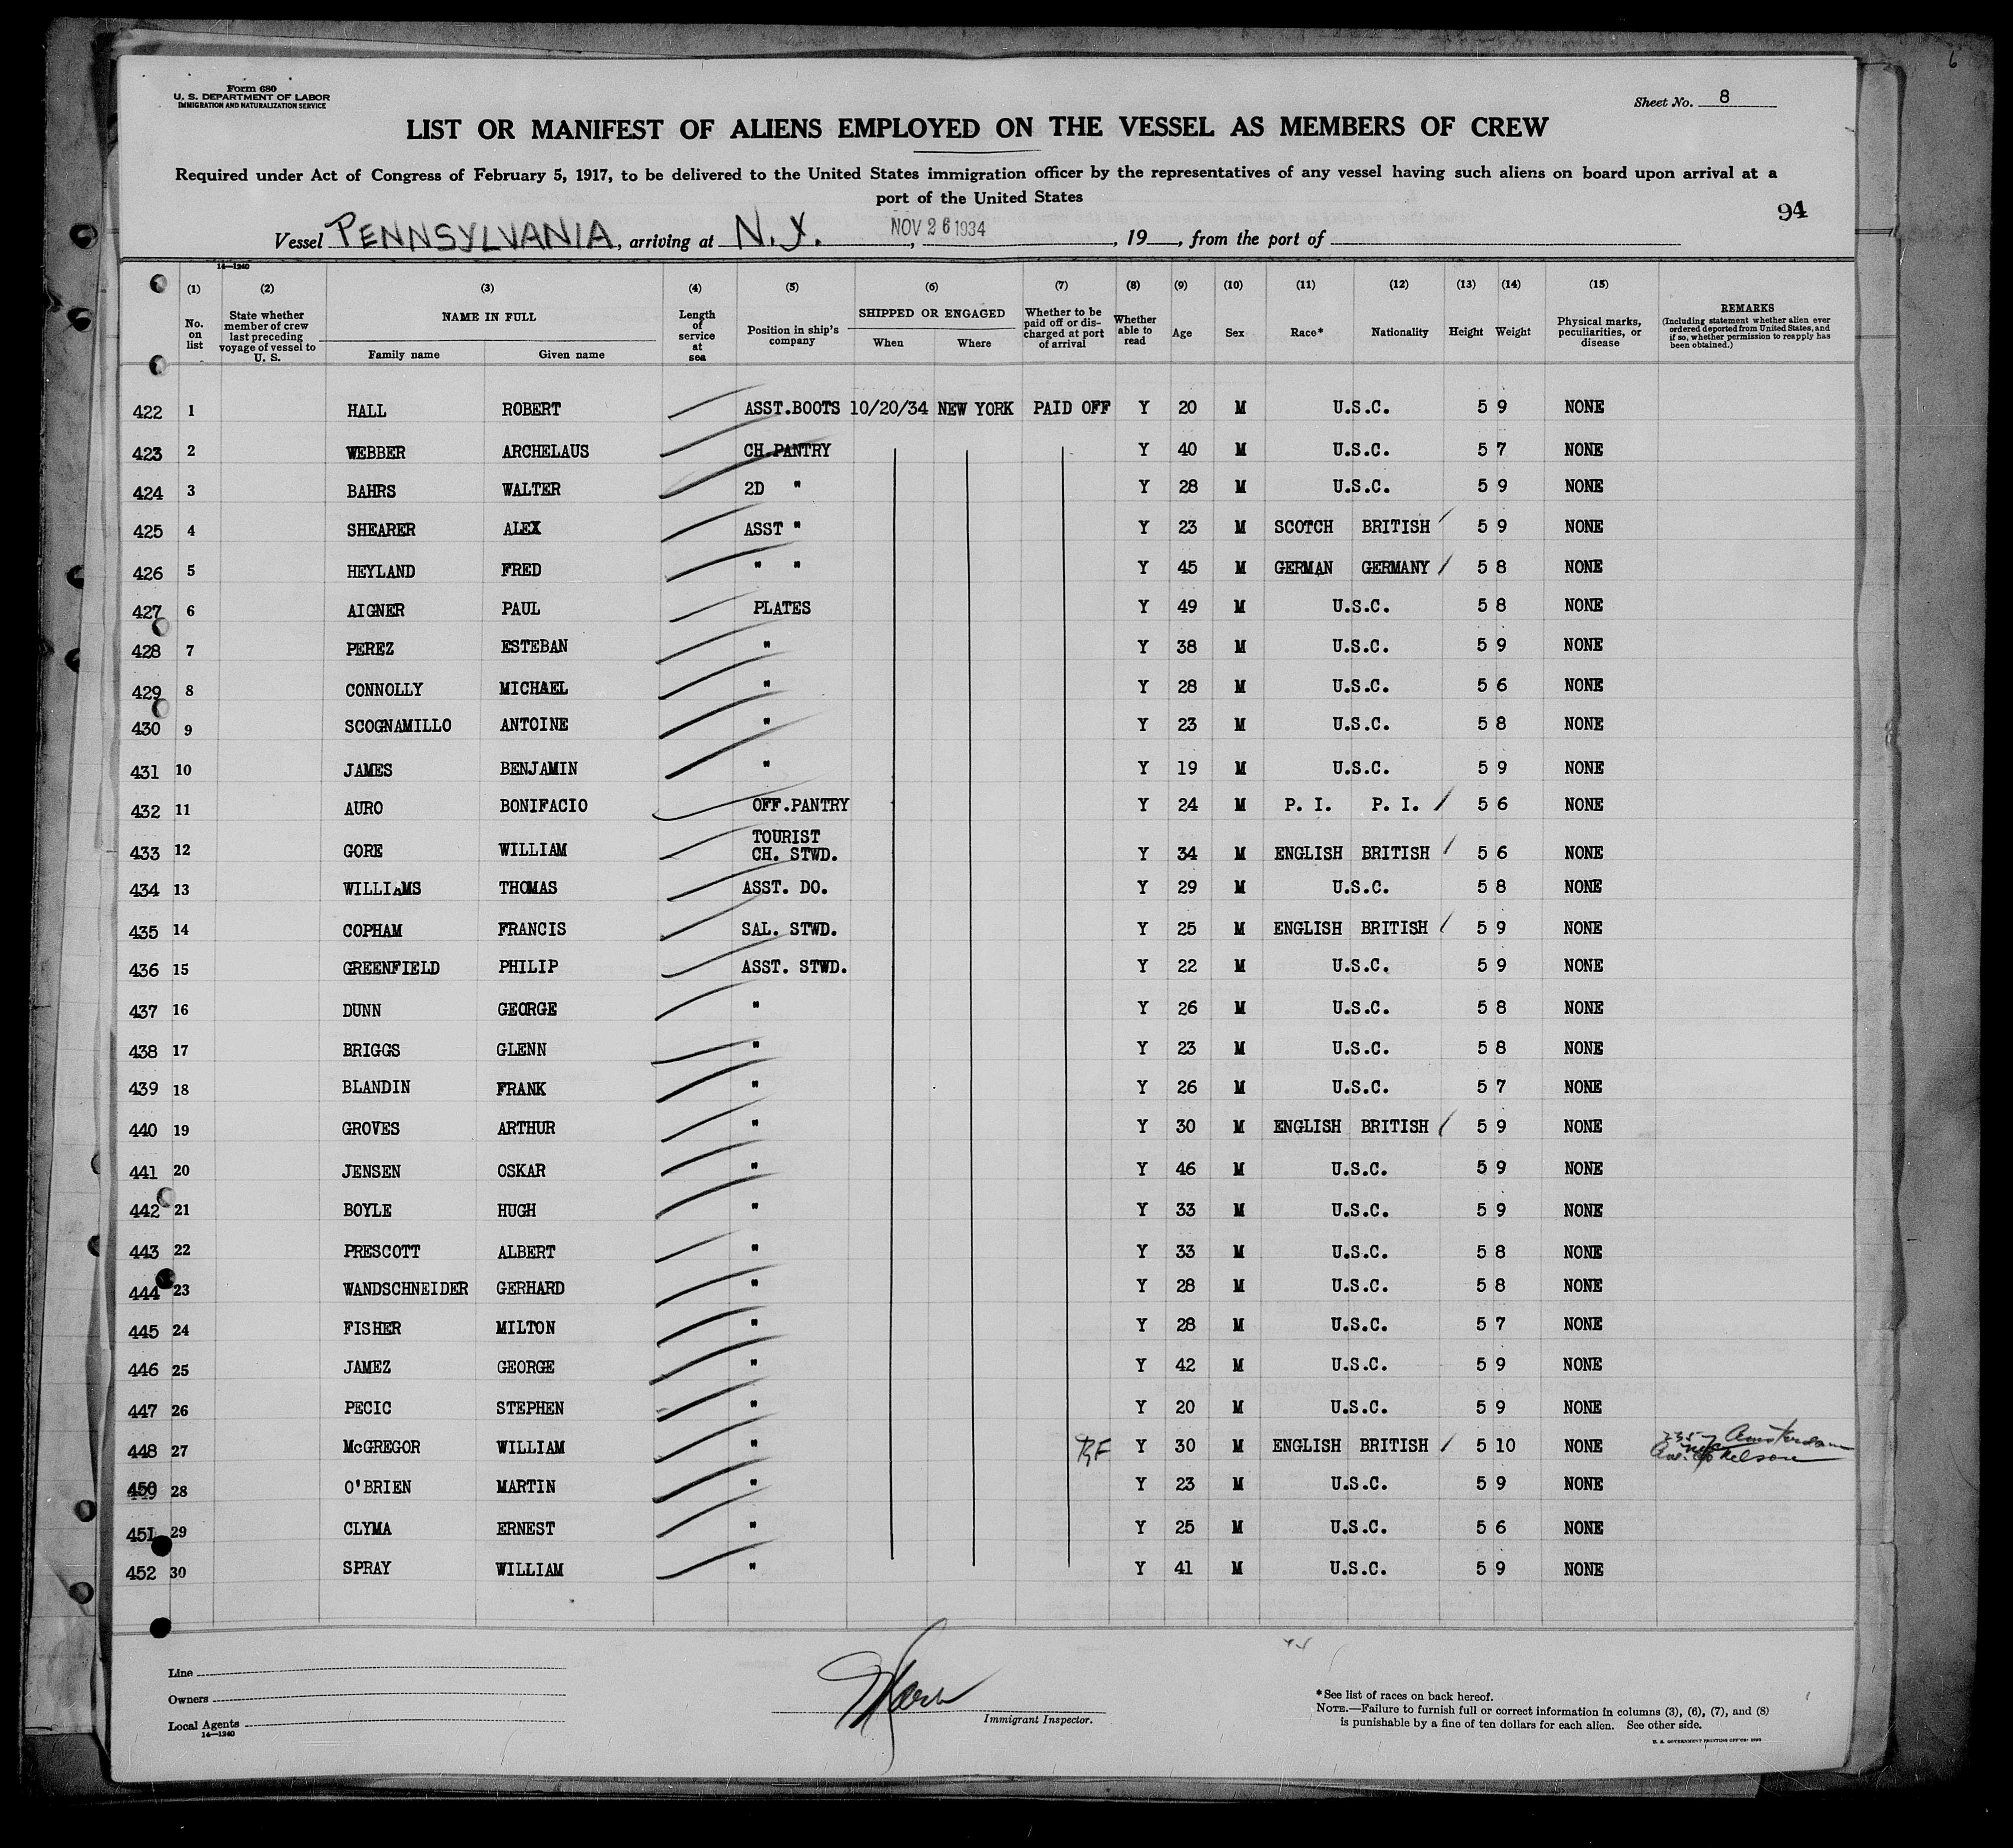 6
Form 680
U. S. DEPARTMENT OF LABOR
IMMIGRATION AND NATURALIZATION SERVICE
Sheet No. 8
LIST OR MANIFEST OF ALIENS EMPLOYED ON THE VESSEL AS MEMBERS OF CREW
Required under Act of Congress of February 5, 1917, to be delivered to the United States immigration officer by the representatives of any vessel having such aliens on board upon arrival at a
port of the United States
94
Vessel PENNSYLVANIA, arriving at N.Y., NOV 26 1934, 19, from the port of
14—1240
(1) (2) (3) (4) (5) (6) (7) (8) (9) (10) (11) (12) (13) (14) (15)
No. on list
State whether member of crew last preceding voyage of vessel to U. S.
NAME IN FULL
Family name Given name
Length of service at sea
Position in ship's company
SHIPPED OR ENGAGED
When Where
Whether to be paid off or discharged at port of arrival
Whether able to read
Age Sex Race* Nationality Height Weight
Physical marks, peculiarities, or disease
REMARKS
(Including statement whether alien ever ordered deported from United States, and if so, whether permission to reapply has been obtained.)
422 1 HALL ROBERT ASST.BOOTS 10/20/34 NEW YORK PAID OFF Y 20 M U.S.C. 5 9 NONE
423 2 WEBBER ARCHELAUS CH.PANTRY Y 40 M U.S.C. 5 7 NONE
424 3 BAHRS WALTER 2D " Y 28 M U.S.C. 5 9 NONE
425 4 SHEARER ALEX ASST " Y 23 M SCOTCH BRITISH 5 9 NONE
426 5 HEYLAND FRED " " Y 45 M GERMAN GERMANY 5 8 NONE
427 6 AIGNER PAUL PLATES Y 49 M U.S.C. 5 8 NONE
428 7 PEREZ ESTEBAN " Y 38 M U.S.C. 5 9 NONE
429 8 CONNOLLY MICHAEL " Y 28 M U.S.C. 5 6 NONE
430 9 SCOGNAMILLO ANTOINE " Y 23 M U.S.C. 5 8 NONE
431 10 JAMES BENJAMIN " Y 19 M U.S.C. 5 9 NONE
432 11 AURO BONIFACIO OFF.PANTRY Y 24 M P. I. P. I. 5 6 NONE
433 12 GORE WILLIAM TOURIST CH. STWD. Y 34 M ENGLISH BRITISH 5 6 NONE
434 13 WILLIAMS THOMAS ASST. DO. Y 29 M U.S.C. 5 8 NONE
435 14 COPHAM FRANCIS SAL. STWD. Y 25 M ENGLISH BRITISH 5 9 NONE
436 15 GREENFIELD PHILIP ASST. STWD. Y 22 M U.S.C. 5 9 NONE
437 16 DUNN GEORGE " Y 26 M U.S.C. 5 8 NONE
438 17 BRIGGS GLENN " Y 23 M U.S.C. 5 8 NONE
439 18 BLANDIN FRANK " Y 26 M U.S.C. 5 7 NONE
440 19 GROVES ARTHUR " Y 30 M ENGLISH BRITISH 5 9 NONE
441 20 JENSEN OSKAR " Y 46 M U.S.C. 5 9 NONE
442 21 BOYLE HUGH " Y 33 M U.S.C. 5 9 NONE
443 22 PRESCOTT ALBERT " Y 33 M U.S.C. 5 8 NONE
444 23 WANDSCHNEIDER GERHARD " Y 28 M U.S.C. 5 8 NONE
445 24 FISHER MILTON " Y 28 M U.S.C. 5 7 NONE
446 25 JAMEZ GEORGE " Y 42 M U.S.C. 5 9 NONE
447 26 PECIC STEPHEN " Y 20 M U.S.C. 5 9 NONE
448 27 McGREGOR WILLIAM " Y 30 M ENGLISH BRITISH 5 10 NONE Amsterdam
450 28 O'BRIEN MARTIN " Y 23 M U.S.C. 5 9 NONE
451 29 CLYMA ERNEST " Y 25 M U.S.C. 5 6 NONE
452 30 SPRAY WILLIAM " Y 41 M U.S.C. 5 9 NONE
Line
Owners
Local Agents
14—1240
Immigrant Inspector.
*See list of races on back hereof.
NOTE.—Failure to furnish full or correct information in columns (3), (6), (7), and (8)
is punishable by a fine of ten dollars for each alien. See other side.